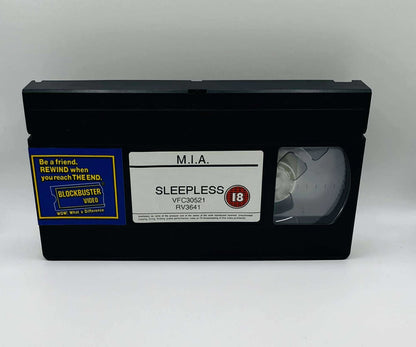 Be a friend.
REWIND when
you reach THE END.
BLOCKBUSTER
VIDEO
WOW! What a Difference
M.I.A.
SLEEPLESS
18
VFC30521
RV3641